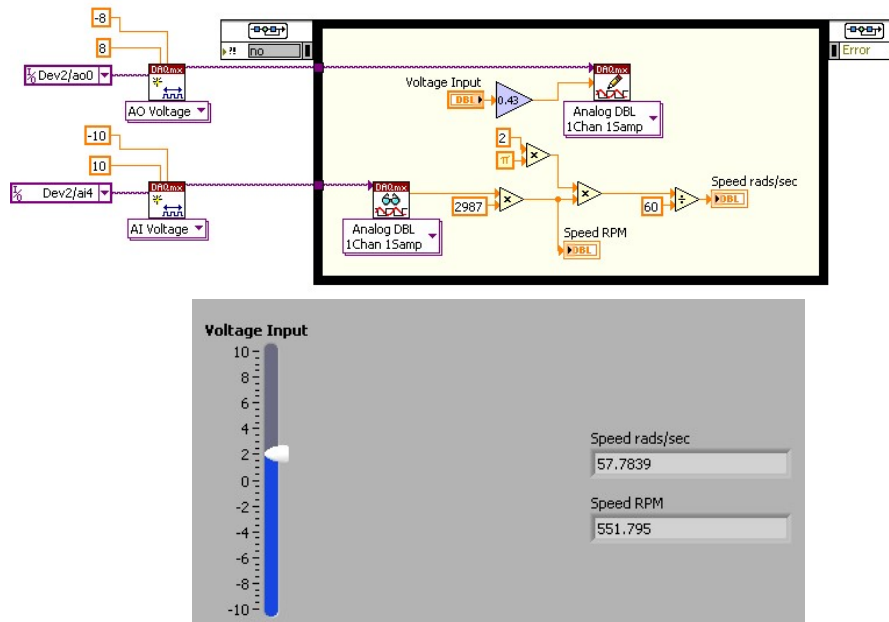 -8
8
?! no
Error
I/0 Dev2/ao0
DAQmx
AO Voltage
Voltage Input
DBL
0.43
DAQmx
Analog DBL
1Chan 1Samp
-10
10
2
π
×
I/0 Dev2/ai4
DAQmx
AI Voltage
DAQmx
Analog DBL
1Chan 1Samp
2987
×
×
60
÷
Speed rads/sec
DBL
Speed RPM
DBL
Voltage Input
10
8
6
4
2
0
-2
-4
-6
-8
-10
Speed rads/sec
57.7839
Speed RPM
551.795